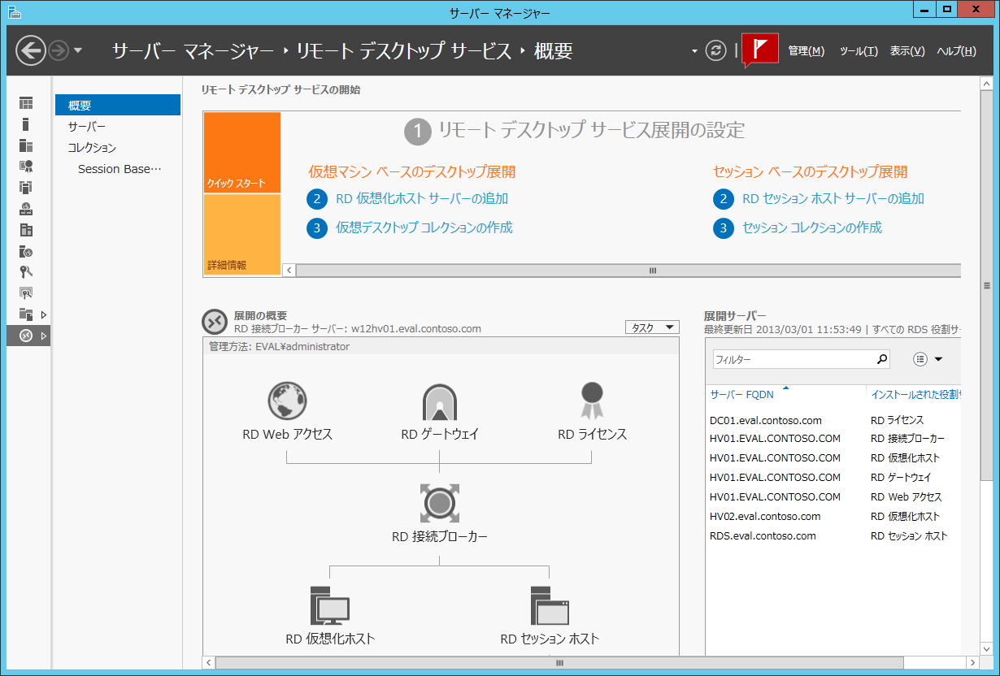 サーバー マネージャー
サーバー マネージャー ・ リモート デスクトップ サービス ・ 概要
管理(M) ツール(T) 表示(V) ヘルプ(H)
概要
サーバー
コレクション
Session Base…
リモート デスクトップ サービスの開始
クイック スタート
詳細情報
1 リモート デスクトップ サービス展開の設定
仮想マシン ベースのデスクトップ展開
2 RD 仮想化ホスト サーバーの追加
3 仮想デスクトップ コレクションの作成
セッション ベースのデスクトップ展開
2 RD セッション ホスト サーバーの追加
3 セッション コレクションの作成
展開の概要
RD 接続ブローカー サーバー: w12hv01.eval.contoso.com
タスク
管理方法: EVAL¥administrator
RD Web アクセス
RD ゲートウェイ
RD ライセンス
RD 接続ブローカー
RD 仮想化ホスト
RD セッション ホスト
展開サーバー
最終更新日 2013/03/01 11:53:49 | すべての RDS 役割サ
フィルター
サーバー FQDN インストールされた役割サ
DC01.eval.contoso.com RD ライセンス
HV01.EVAL.CONTOSO.COM RD 接続ブローカー
HV01.EVAL.CONTOSO.COM RD 仮想化ホスト
HV01.EVAL.CONTOSO.COM RD ゲートウェイ
HV01.EVAL.CONTOSO.COM RD Web アクセス
HV02.eval.contoso.com RD 仮想化ホスト
RDS.eval.contoso.com RD セッション ホスト